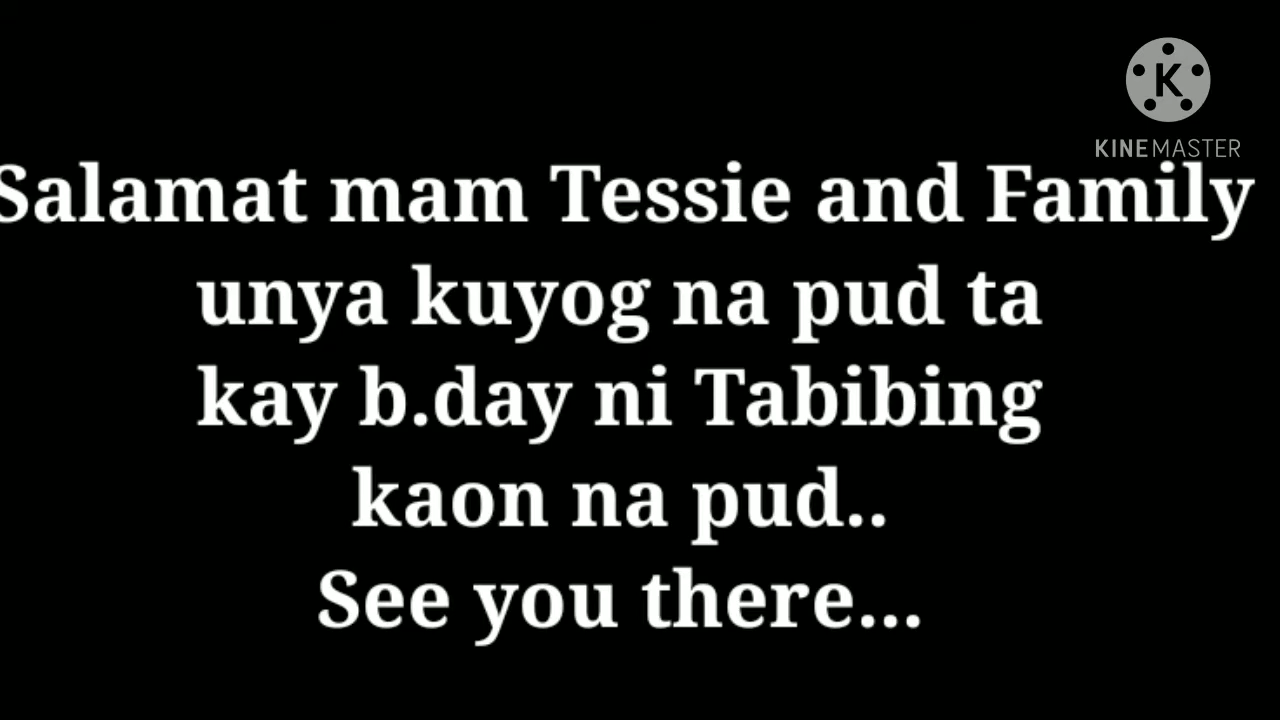 K
KINEMASTER
Salamat mam Tessie and Family
unya kuyog na pud ta
kay b.day ni Tabibing
kaon na pud..
See you there...